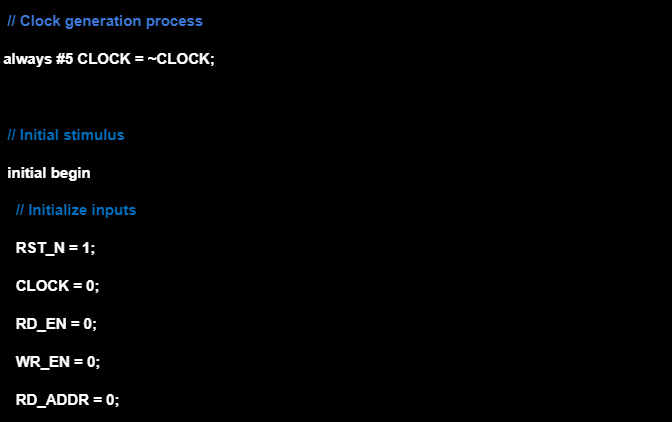 // Clock generation process
always #5 CLOCK = ~CLOCK;
// Initial stimulus
initial begin
// Initialize inputs
RST_N = 1;
CLOCK = 0;
RD_EN = 0;
WR_EN = 0;
RD_ADDR = 0;